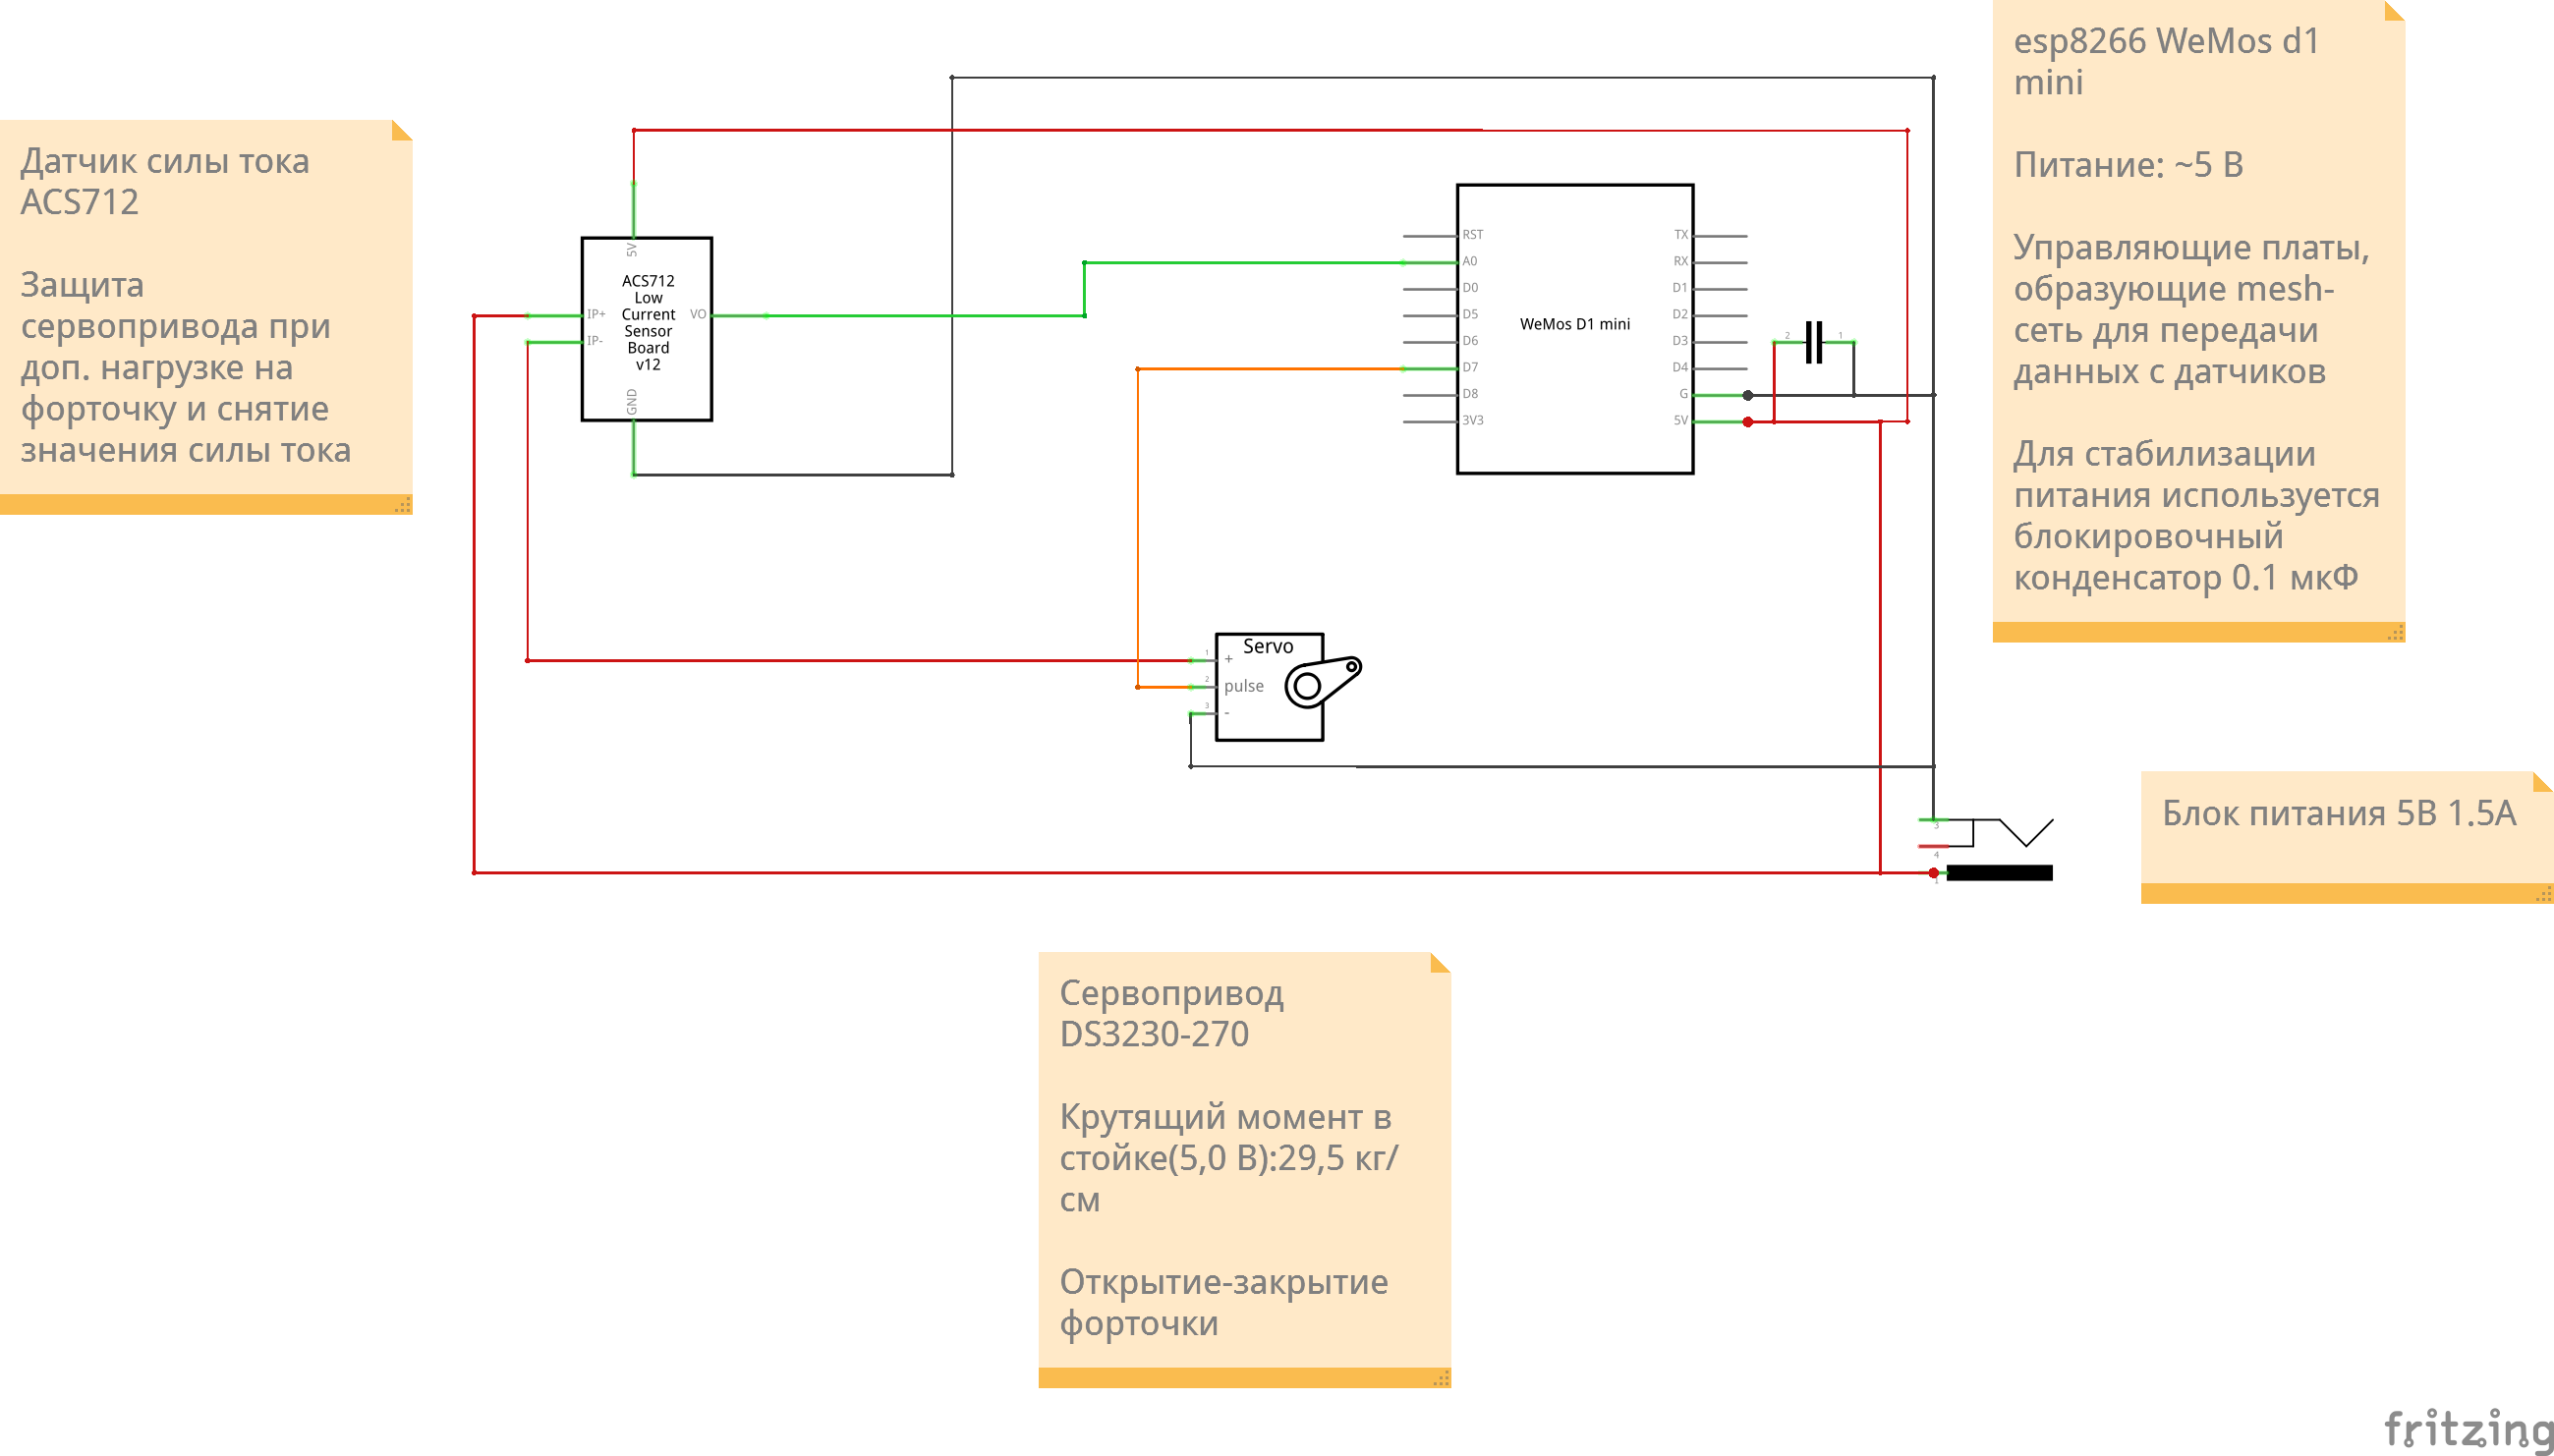 Датчик силы тока
ACS712
Защита
сервопривода при
доп. нагрузке на
форточку и снятие
значения силы тока
5V
ACS712
Low
Current
Sensor
Board
v12
IP+
IP-
VO
GND
RST
A0
D0
D5
D6
D7
D8
3V3
WeMos D1 mini
TX
RX
D1
D2
D3
D4
G
5V
2
1
esp8266 WeMos d1
mini
Питание: ~5 В
Управляющие платы,
образующие mesh-
сеть для передачи
данных с датчиков
Для стабилизации
питания используется
блокировочный
конденсатор 0.1 мкФ
Servo
1
+
2
pulse
3
-
3
4
1
Блок питания 5В 1.5А
Сервопривод
DS3230-270
Крутящий момент в
стойке(5,0 В):29,5 кг/
см
Открытие-закрытие
форточки
fritzing